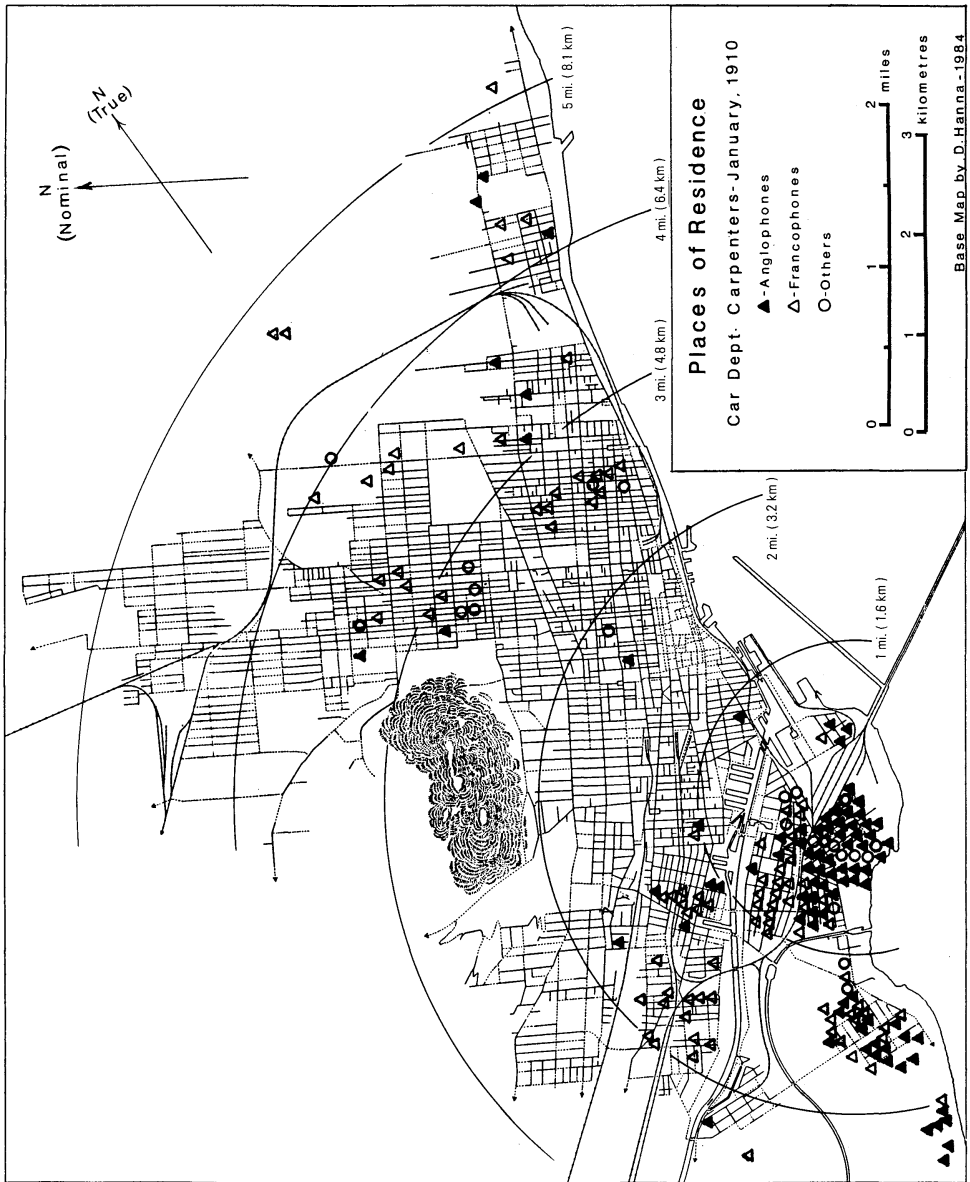 N
(True)
N
(Nominal)
5 mi. (8.1 km)
4 mi. (6.4 km)
3 mi. (4.8 km)
2 mi. (3.2 km)
1 mi. (1.6 km)
Places of Residence
Car Dept- Carpenters-January, 1910
▲-Anglophones
△-Francophones
○-Others
0 1 2 miles
0 1 2 3 kilometres
Base Map by D. Hanna-1984